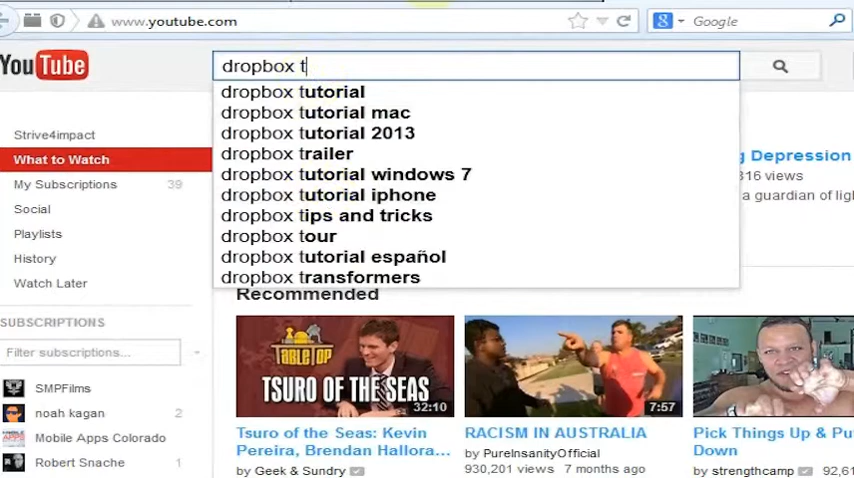 www.youtube.com
Google
YouTube
dropbox t
dropbox tutorial
dropbox tutorial mac
dropbox tutorial 2013
dropbox trailer
dropbox tutorial windows 7
dropbox tutorial iphone
dropbox tips and tricks
dropbox tour
dropbox tutorial español
dropbox transformers
Strive4impact
What to Watch
My Subscriptions 39
Social
Playlists
History
Watch Later
SUBSCRIPTIONS
Filter subscriptions...
SMPFilms
noah kagan 2
Mobile Apps Colorado
Robert Snache 1
g Depression
316 views
a guardian of ligh
Recommended
TABLETOP
TSURO OF THE SEAS
32:10
Tsuro of the Seas: Kevin
Pereira, Brendan Hallora...
by Geek & Sundry
7:57
RACISM IN AUSTRALIA
by PureInsanityOfficial
930,201 views 7 months ago
Pick Things Up & Pu
Down
by strengthcamp 92,61